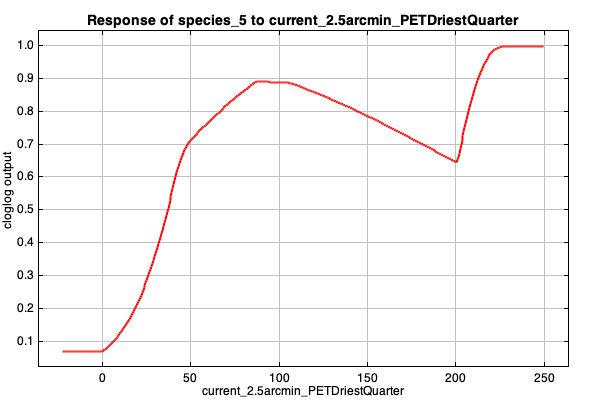 Response of species_5 to current_2.5arcmin_PETDriestQuarter
1.0
0.9
0.8
0.7
0.6
0.5
0.4
0.3
0.2
0.1
cloglog output
0 50 100 150 200 250
current_2.5arcmin_PETDriestQuarter